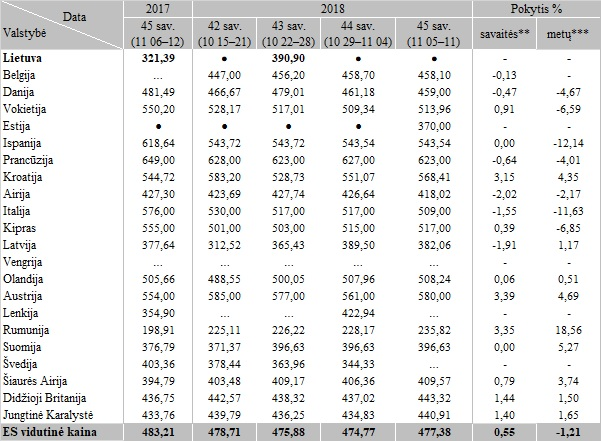 Data 2017 2018 Pokytis %
Valstybė 45 sav. (11 06–12) 42 sav. (10 15–21) 43 sav. (10 22–28) 44 sav. (10 29–11 04) 45 sav. (11 05–11) savaitės** metų***
Lietuva 321,39 ● 390,90 ● ● - -
Belgija ... 447,00 456,20 458,70 458,10 -0,13 -
Danija 481,49 466,67 479,01 461,18 459,00 -0,47 -4,67
Vokietija 550,20 528,17 517,01 509,34 513,96 0,91 -6,59
Estija ● ● ● ● 370,00 - -
Ispanija 618,64 543,72 543,72 543,54 543,54 0,00 -12,14
Prancūzija 649,00 628,00 623,00 627,00 623,00 -0,64 -4,01
Kroatija 544,72 583,20 528,73 551,07 568,41 3,15 4,35
Airija 427,30 423,69 427,74 426,64 418,02 -2,02 -2,17
Italija 576,00 530,00 517,00 517,00 509,00 -1,55 -11,63
Kipras 555,00 501,00 503,00 515,00 517,00 0,39 -6,85
Latvija 377,64 312,52 365,43 389,50 382,06 -1,91 1,17
Vengrija ... ... ... ... ... - -
Olandija 505,66 488,55 500,05 507,96 508,24 0,06 0,51
Austrija 554,00 585,00 577,00 561,00 580,00 3,39 4,69
Lenkija 354,90 ... ... 422,94 ... - -
Rumunija 198,91 225,11 226,22 228,17 235,82 3,35 18,56
Suomija 376,79 371,37 396,63 396,63 396,63 0,00 5,27
Švedija 403,36 378,44 363,96 344,33 ... - -
Šiaurės Airija 394,79 403,48 409,17 406,36 409,57 0,79 3,74
Didžioji Britanija 436,75 442,57 438,32 437,02 443,32 1,44 1,50
Jungtinė Karalystė 433,76 439,79 436,25 434,83 440,91 1,40 1,65
ES vidutinė kaina 483,21 478,71 475,88 474,77 477,38 0,55 -1,21